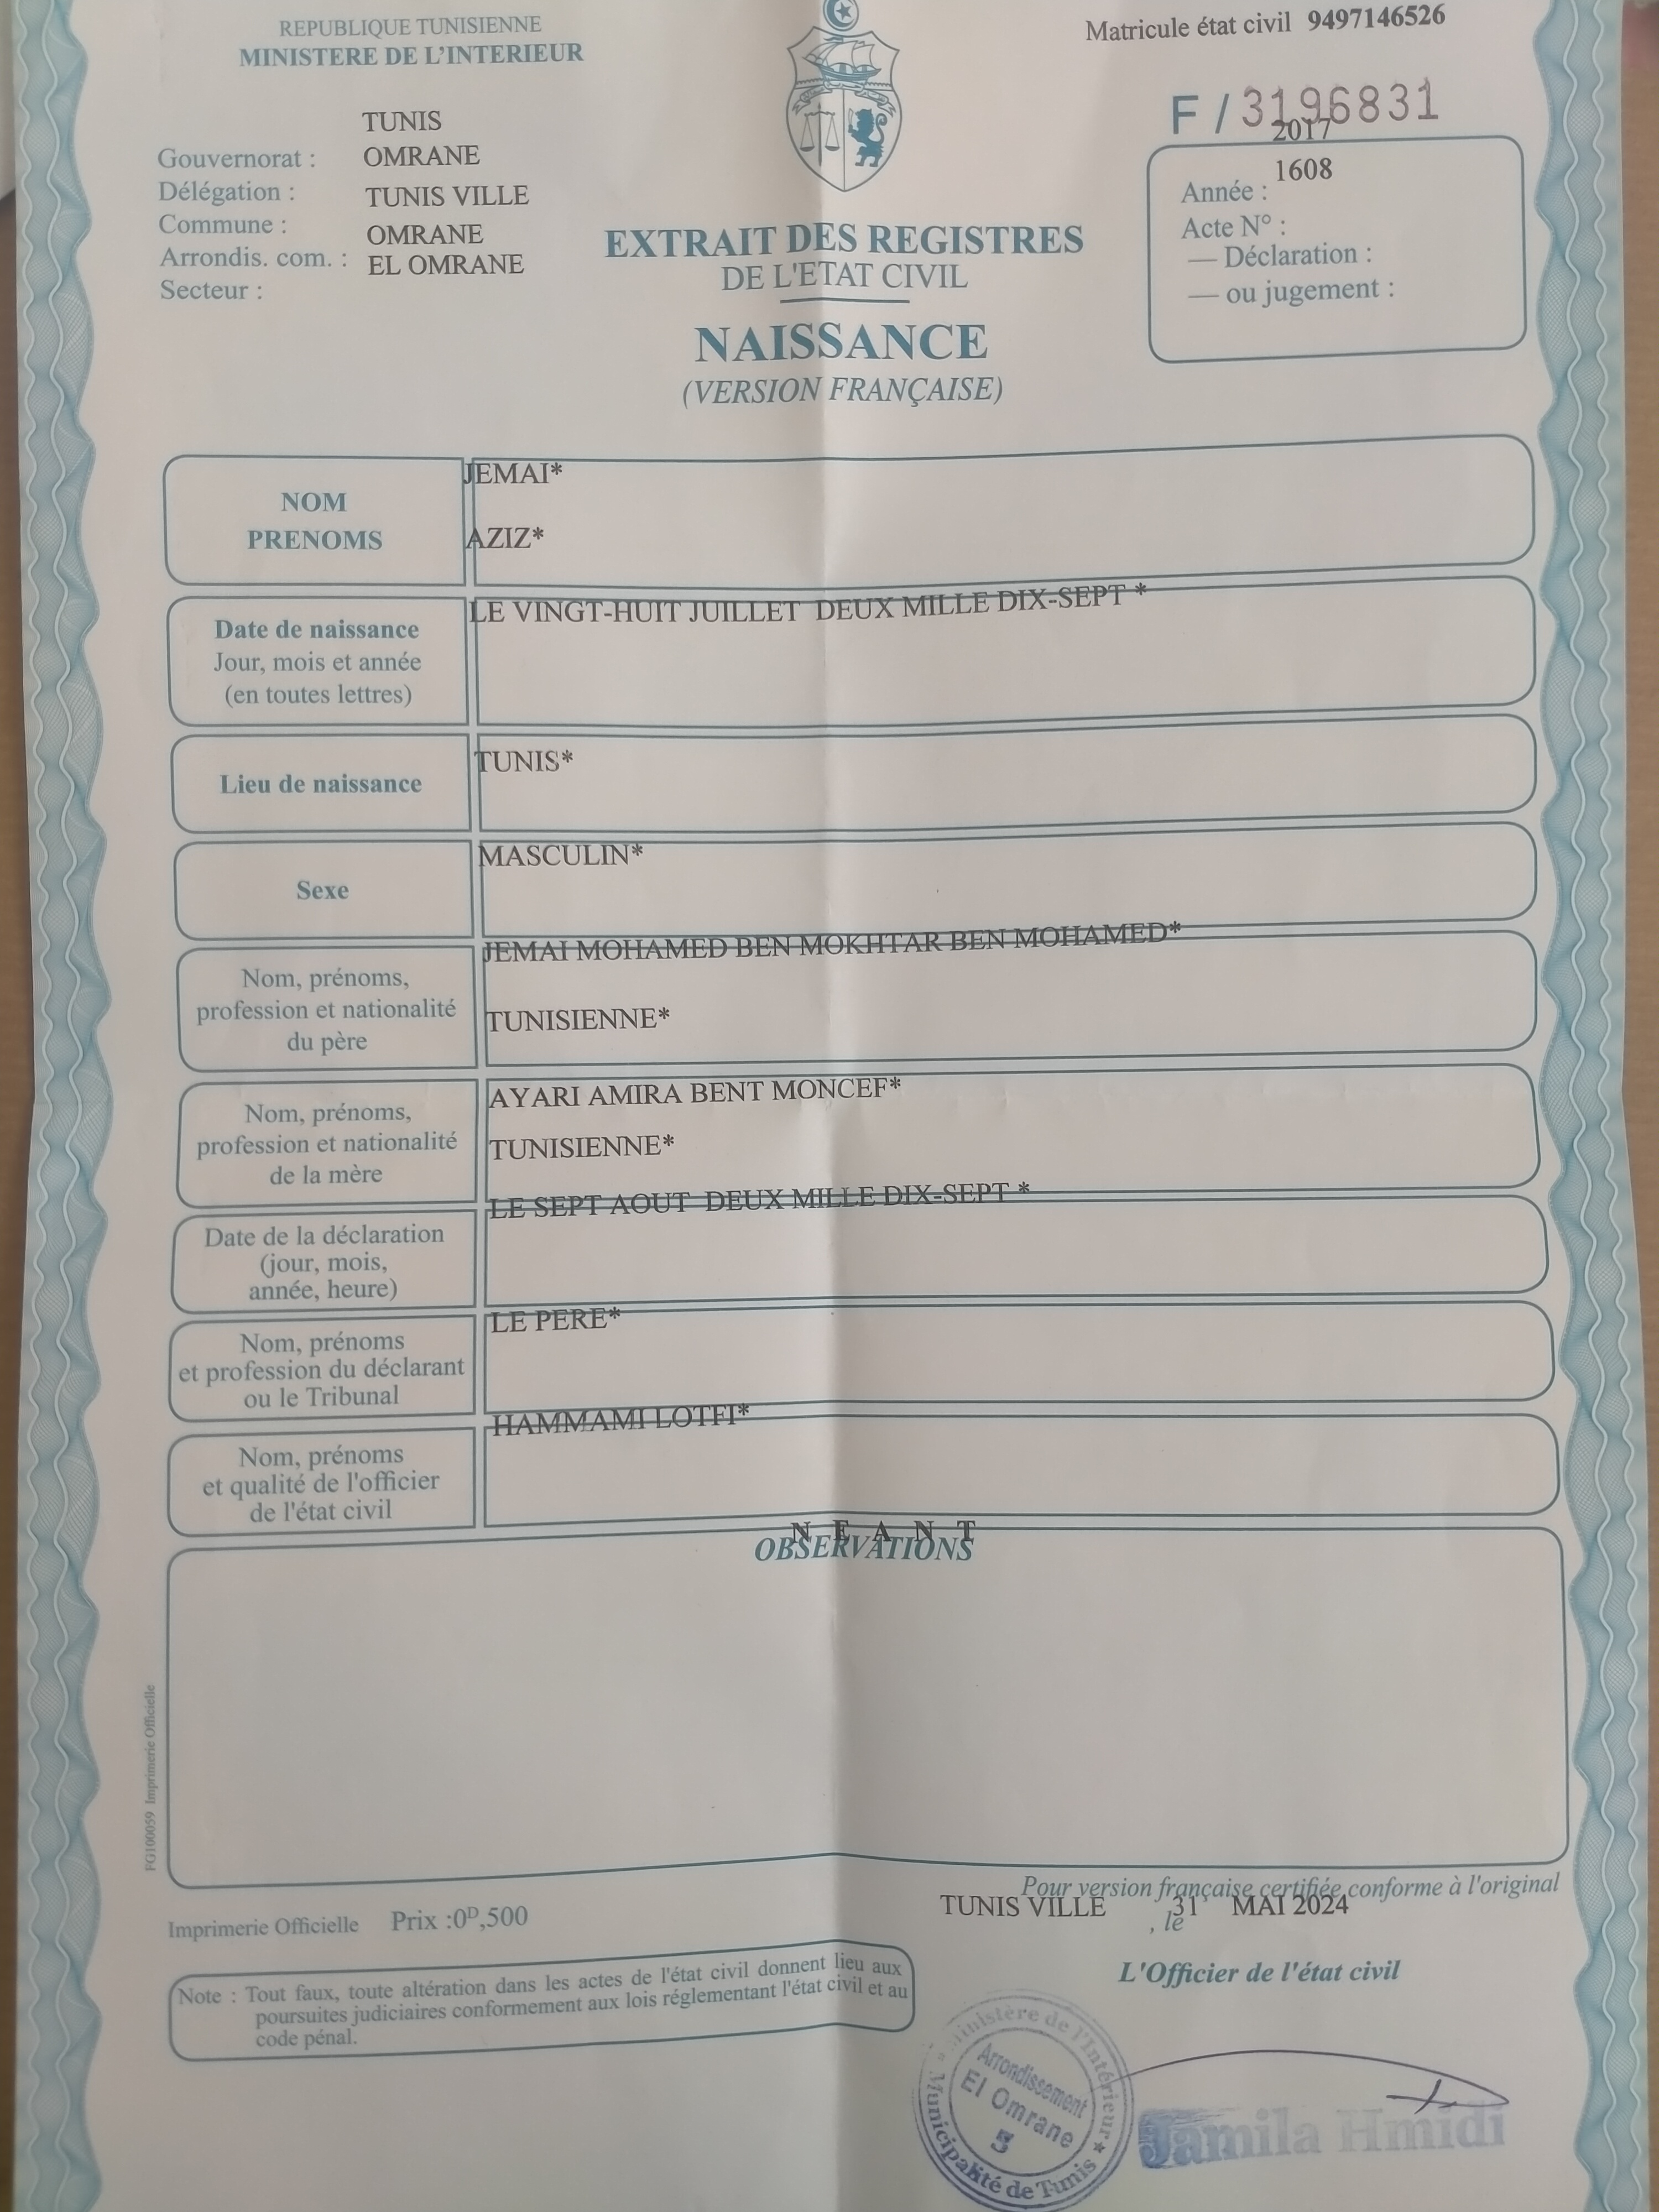 REPUBLIQUE TUNISIENNE
MINISTERE DE L'INTERIEUR
Matricule état civil 9497146526
F / 3196831
TUNIS
Gouvernorat : OMRANE
Délégation : TUNIS VILLE
Commune : OMRANE
Arrondis. com. : EL OMRANE
Secteur :
2017
1608
Année :
Acte N° :
— Déclaration :
— ou jugement :
EXTRAIT DES REGISTRES
DE L'ETAT CIVIL
NAISSANCE
(VERSION FRANÇAISE)
NOM
PRENOMS
JEMAI*
AZIZ*
Date de naissance
Jour, mois et année
(en toutes lettres)
LE VINGT-HUIT JUILLET DEUX MILLE DIX-SEPT *
Lieu de naissance
TUNIS*
Sexe
MASCULIN*
Nom, prénoms,
profession et nationalité
du père
JEMAI MOHAMED BEN MOKHTAR BEN MOHAMED*
TUNISIENNE*
Nom, prénoms,
profession et nationalité
de la mère
AYARI AMIRA BENT MONCEF*
TUNISIENNE*
Date de la déclaration
(jour, mois,
année, heure)
LE SEPT AOUT DEUX MILLE DIX-SEPT *
Nom, prénoms
et profession du déclarant
ou le Tribunal
LE PERE*
Nom, prénoms
et qualité de l'officier
de l'état civil
HAMMAMI LOTFI*
N E A N T
OBSERVATIONS
FG100059 Imprimerie Officielle
Pour version française certifiée conforme à l'original
TUNIS VILLE , le 31 MAI 2024
Imprimerie Officielle Prix :0D,500
L'Officier de l'état civil
Note : Tout faux, toute altération dans les actes de l'état civil donnent lieu aux
poursuites judiciaires conformement aux lois réglementant l'état civil et au
code pénal.
Ministère de l'Intérieur
Municipalité de Tunis
Arrondissement
El Omrane
Jamila Hmidi